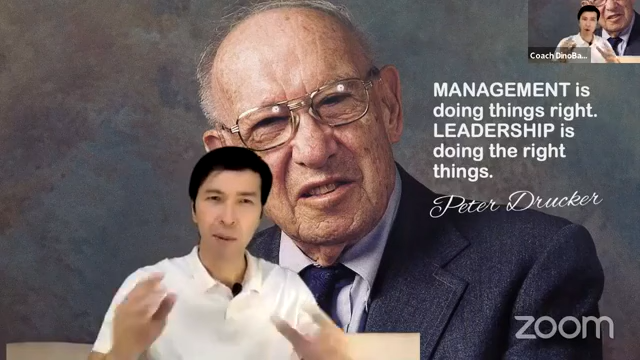 Coach DinoBa...
MANAGEMENT is
doing things right.
LEADERSHIP is
doing the right
things.
Peter Drucker
zoom